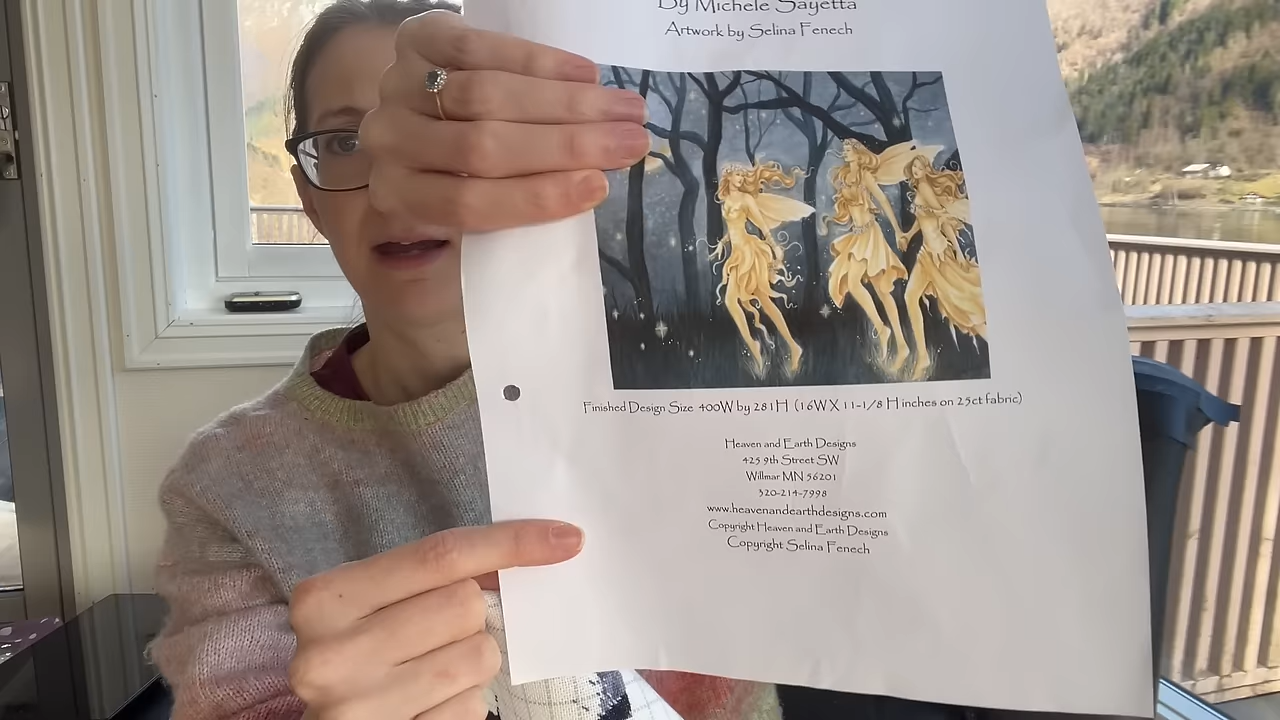 By Michele Sayetta
Artwork by Selina Fenech
Finished Design Size 400W by 281H (16W X 11-1/8 H inches on 25ct fabric)
Heaven and Earth Designs
425 9th Street SW
Willmar MN 56201
320-214-7998
www.heavenandearthdesigns.com
Copyright Heaven and Earth Designs
Copyright Selina Fenech